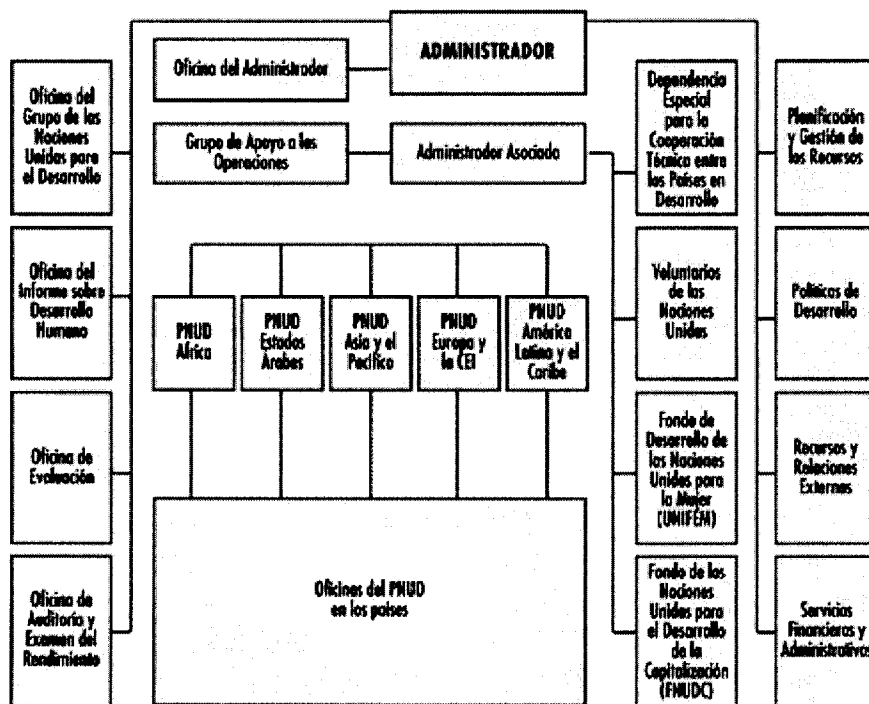 ADMINISTRADOR
Oficina del Administrador
Grupo de Apoyo a las
Operaciones
Administrador Asociado
Oficina del
Grupo de las
Naciones
Unidas para
el Desarrollo
Oficina del
Informe sobre
Desarrollo
Humano
Oficina de
Evaluación
Oficina de
Auditoría y
Examen del
Rendimiento
PNUD
Africa
PNUD
Estados
Arabes
PNUD
Asia y el
Pacífico
PNUD
Europa y
la CEI
PNUD
América
Latina y el
Caribe
Oficines del PNUD
en los países
Dependencia
Especial
para la
Cooperación
Técnica entre
los Países en
Desarrollo
Voluntarios
de las
Naciones
Unidas
Fondo de
Desarrollo de
las Naciones
Unidas para
la Mujer
(UNIFEM)
Fondo de las
Naciones
Unidas para
el Desarrollo
de la
Capitalización
(FNUDC)
Planificación
y Gestión de
los Recursos
Políticas de
Desarrollo
Recursos y
Relaciones
Externas
Servicios
Financieros y
Administrativos